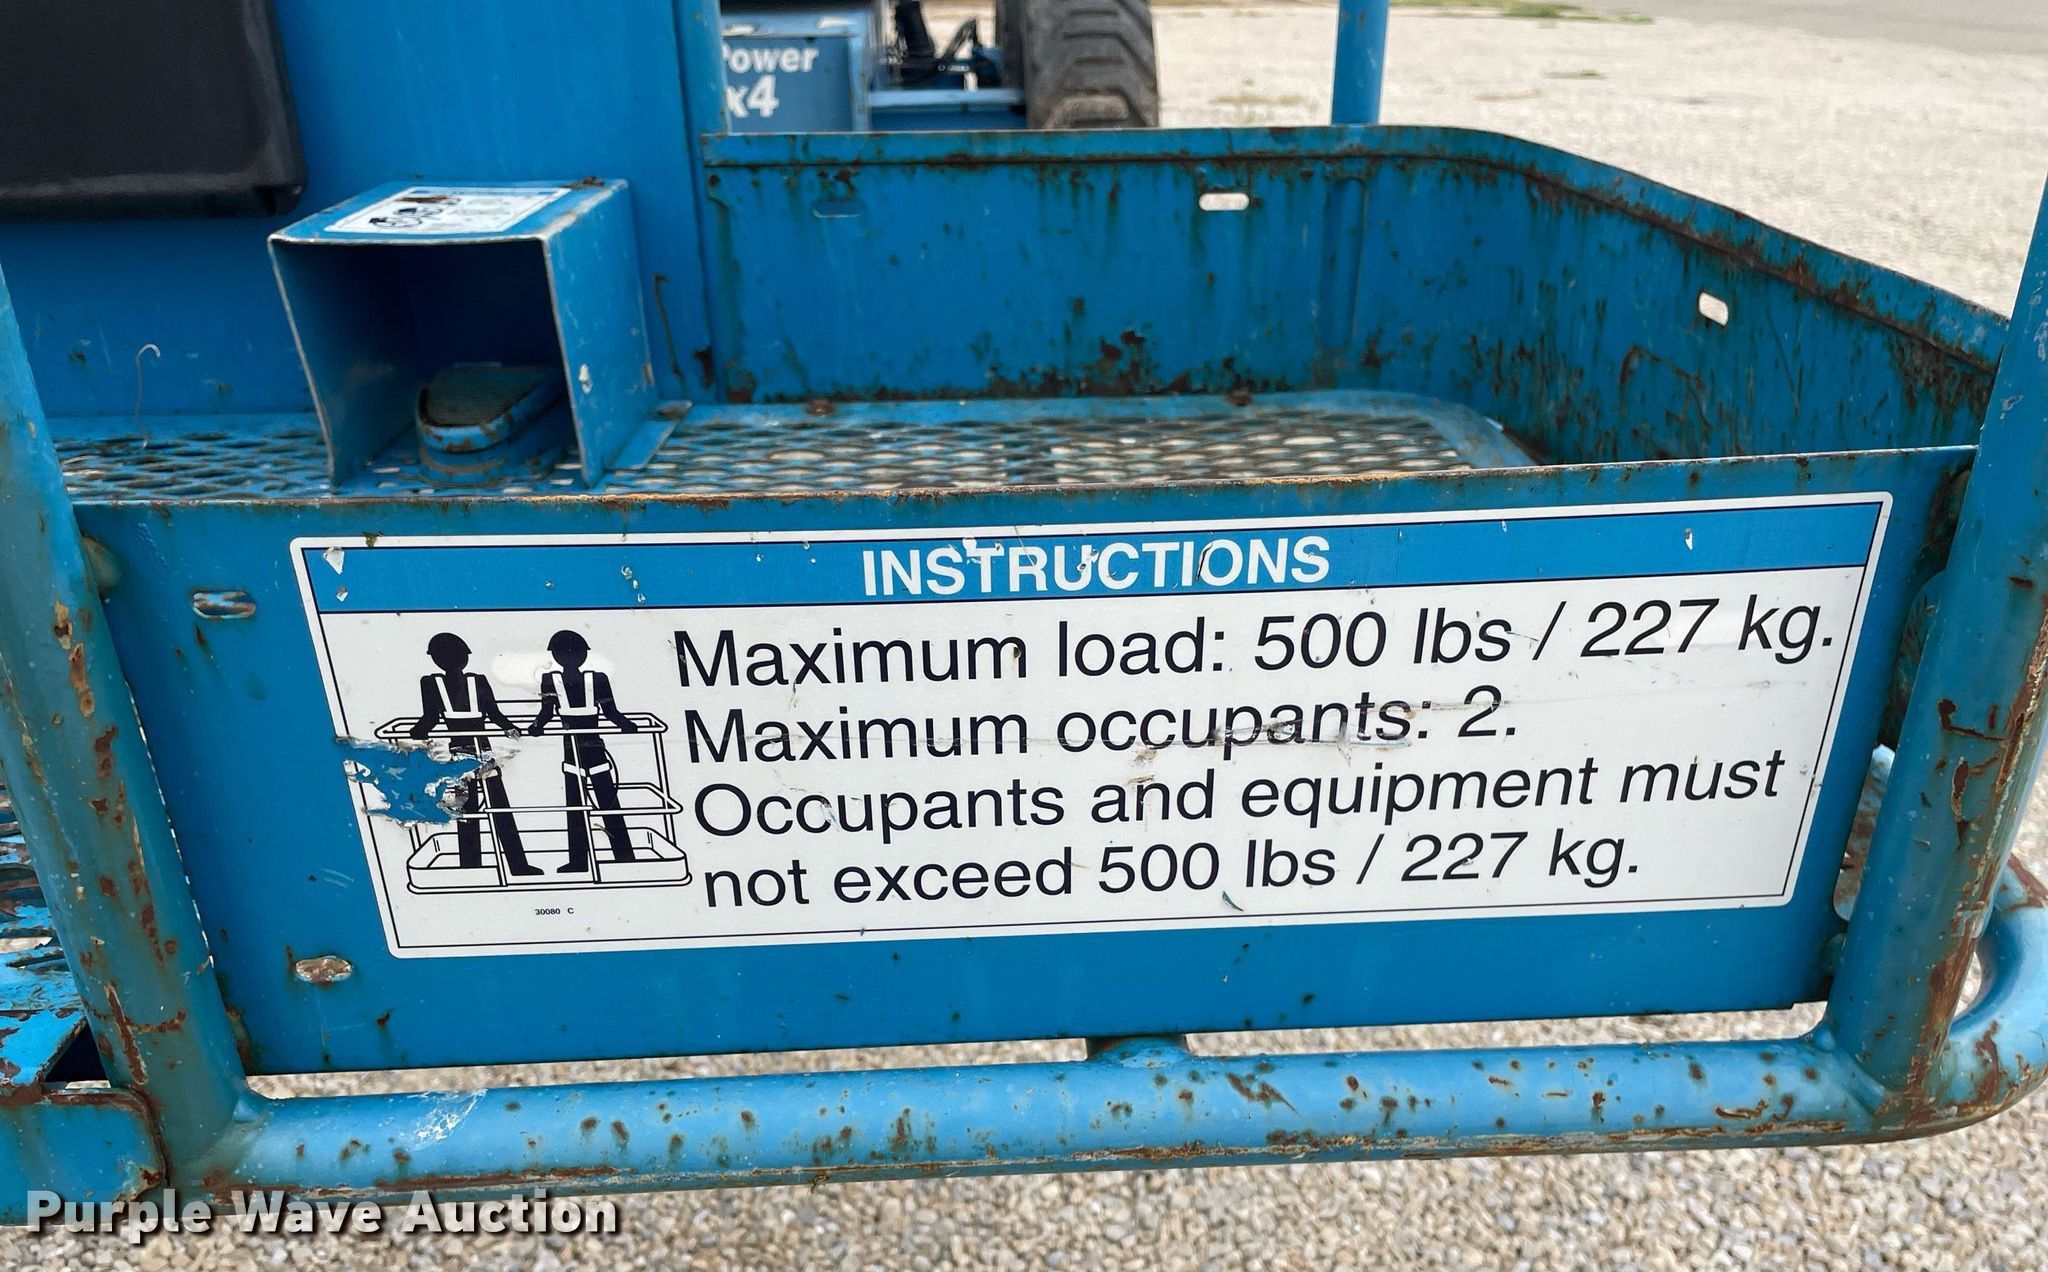 Power
x4
INSTRUCTIONS
Maximum load: 500 lbs / 227 kg.
Maximum occupants: 2.
Occupants and equipment must
not exceed 500 lbs / 227 kg.
30080 C
Purple Wave Auction